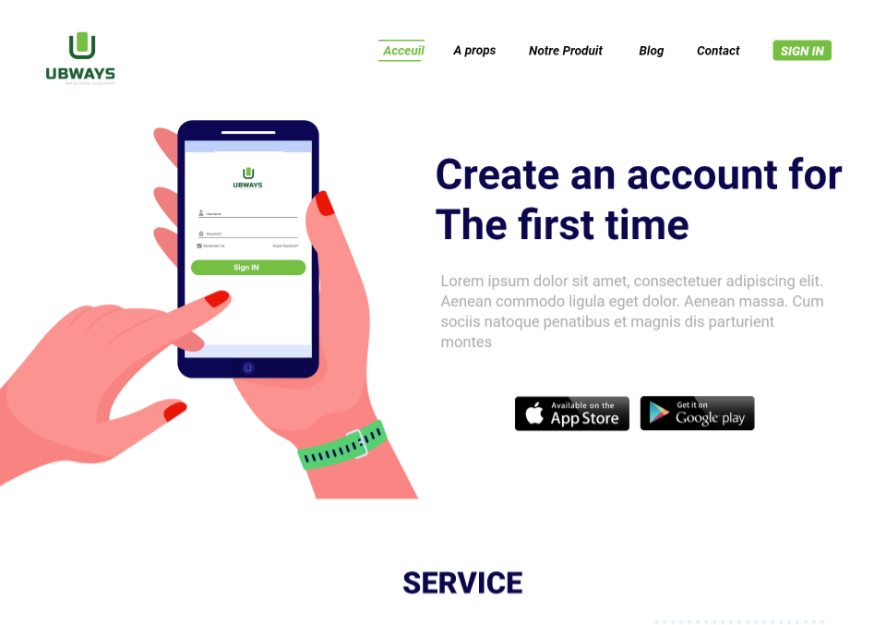 UBWAYS
Acceuil
A props
Notre Produit
Blog
Contact
SIGN IN
UBWAYS
Username
Password
Remember me
Sign IN
Create an account for
The first time
Lorem ipsum dolor sit amet, consectetuer adipiscing elit.
Aenean commodo ligula eget dolor. Aenean massa. Cum
sociis natoque penatibus et magnis dis parturient
montes
Available on the
App Store
Get it on
Google play
SERVICE